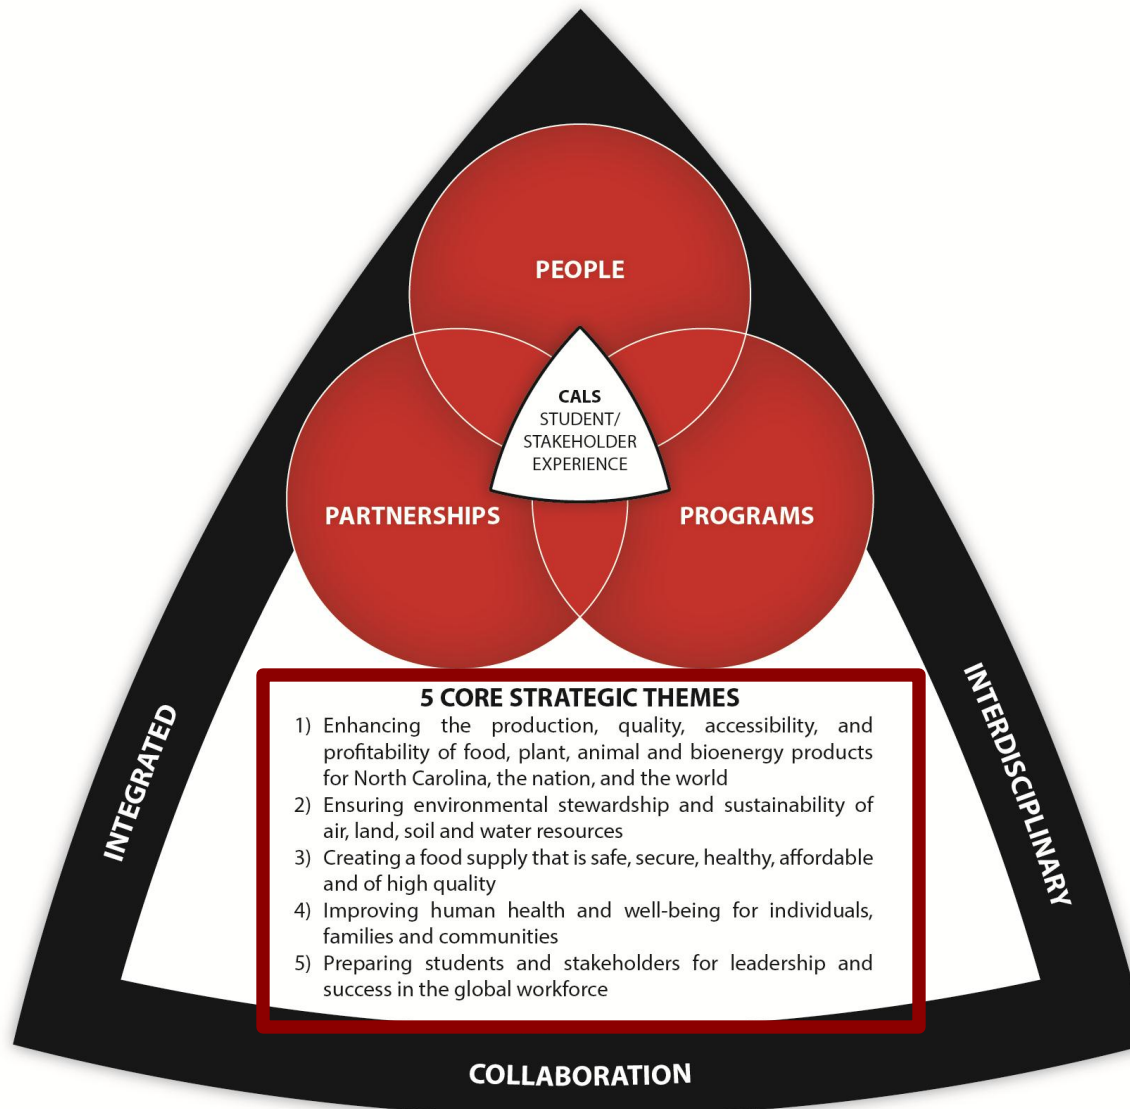 PEOPLE
CALS
STUDENT/
STAKEHOLDER
EXPERIENCE
PARTNERSHIPS
PROGRAMS
5 CORE STRATEGIC THEMES
1) Enhancing the production, quality, accessibility, and
profitability of food, plant, animal and bioenergy products
for North Carolina, the nation, and the world
2) Ensuring environmental stewardship and sustainability of
air, land, soil and water resources
3) Creating a food supply that is safe, secure, healthy, affordable
and of high quality
4) Improving human health and well-being for individuals,
families and communities
5) Preparing students and stakeholders for leadership and
success in the global workforce
INTEGRATED
INTERDISCIPLINARY
COLLABORATION